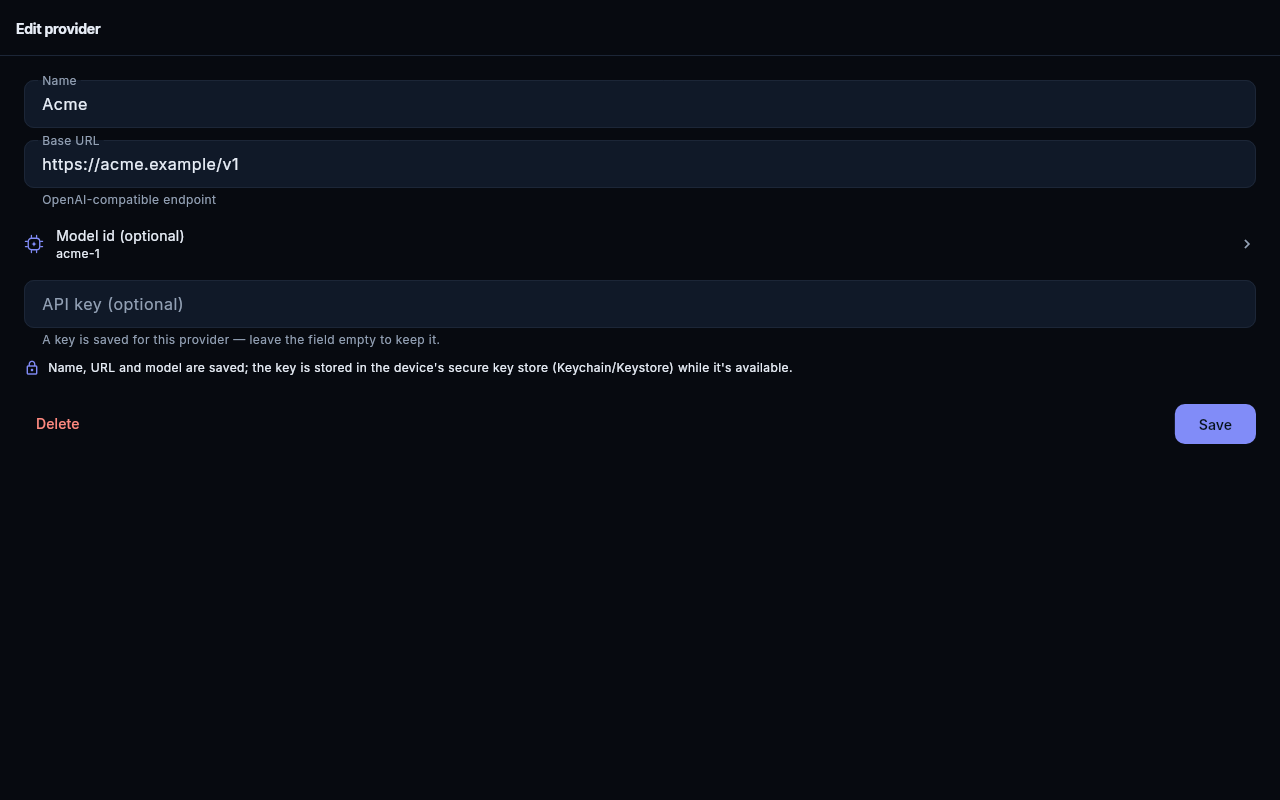 Edit provider
Name
Acme
Base URL
https://acme.example/v1
OpenAI-compatible endpoint
Model id (optional)
acme-1
API key (optional)
A key is saved for this provider — leave the field empty to keep it.
Name, URL and model are saved; the key is stored in the device's secure key store (Keychain/Keystore) while it's available.
Delete
Save